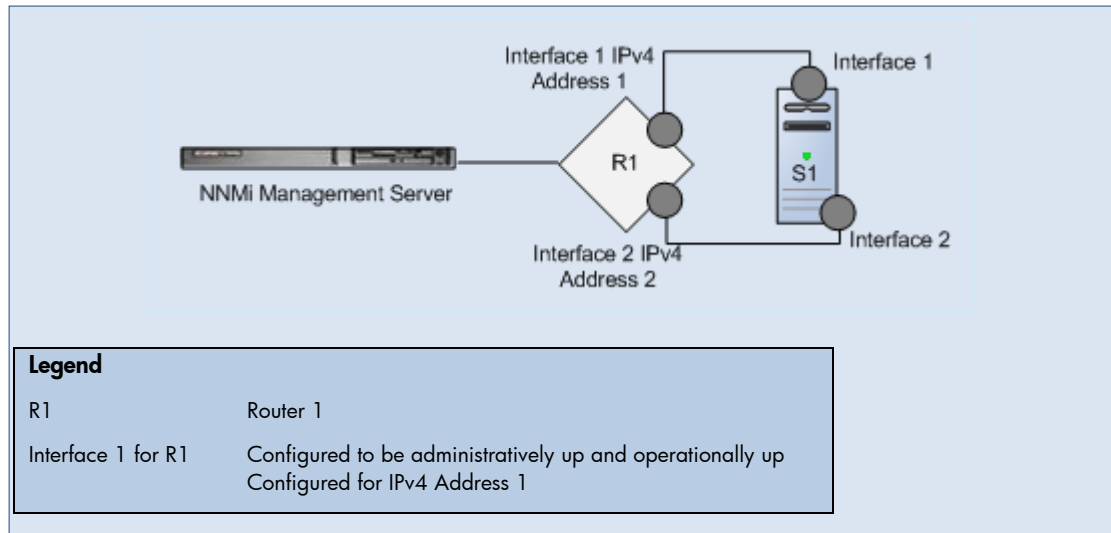 Interface 1 IPv4
Address 1
Interface 1
R1
S1
NNMi Management Server
Interface 2
Interface 2 IPv4
Address 2
Legend
R1 Router 1
Interface 1 for R1 Configured to be administratively up and operationally up
Configured for IPv4 Address 1